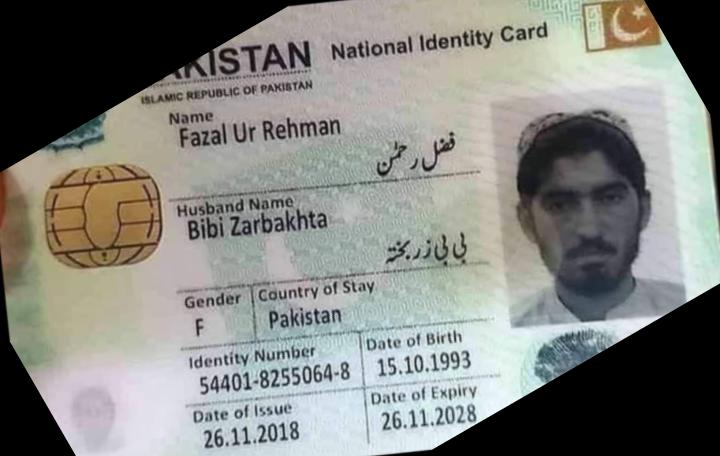 PAKISTAN National Identity Card
ISLAMIC REPUBLIC OF PAKISTAN
Name
Fazal Ur Rehman
فضل رحمٰن
Husband Name
Bibi Zarbakhta
بی بی زربختہ
Gender Country of Stay
F Pakistan
Identity Number Date of Birth
54401-8255064-8 15.10.1993
Date of Issue Date of Expiry
26.11.2018 26.11.2028